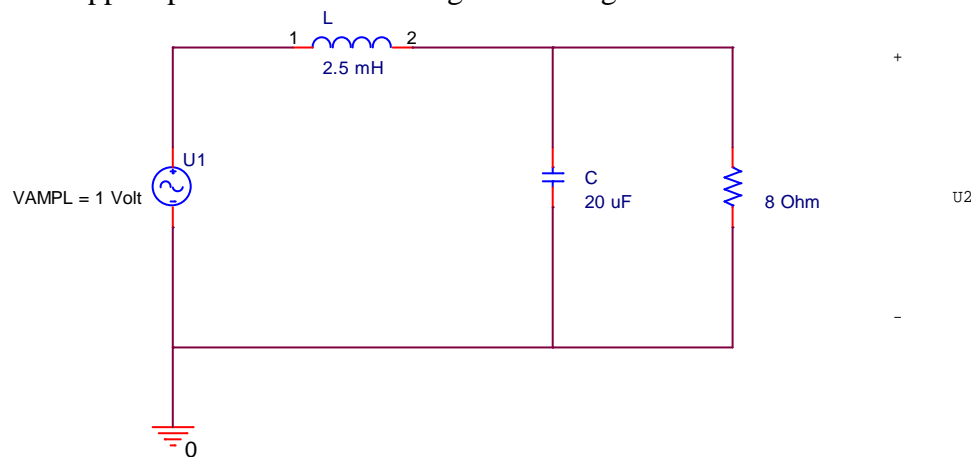 L
1 2
2.5 mH
+
U1
VAMPL = 1 Volt
C
20 uF
8 Ohm
U2
-
0